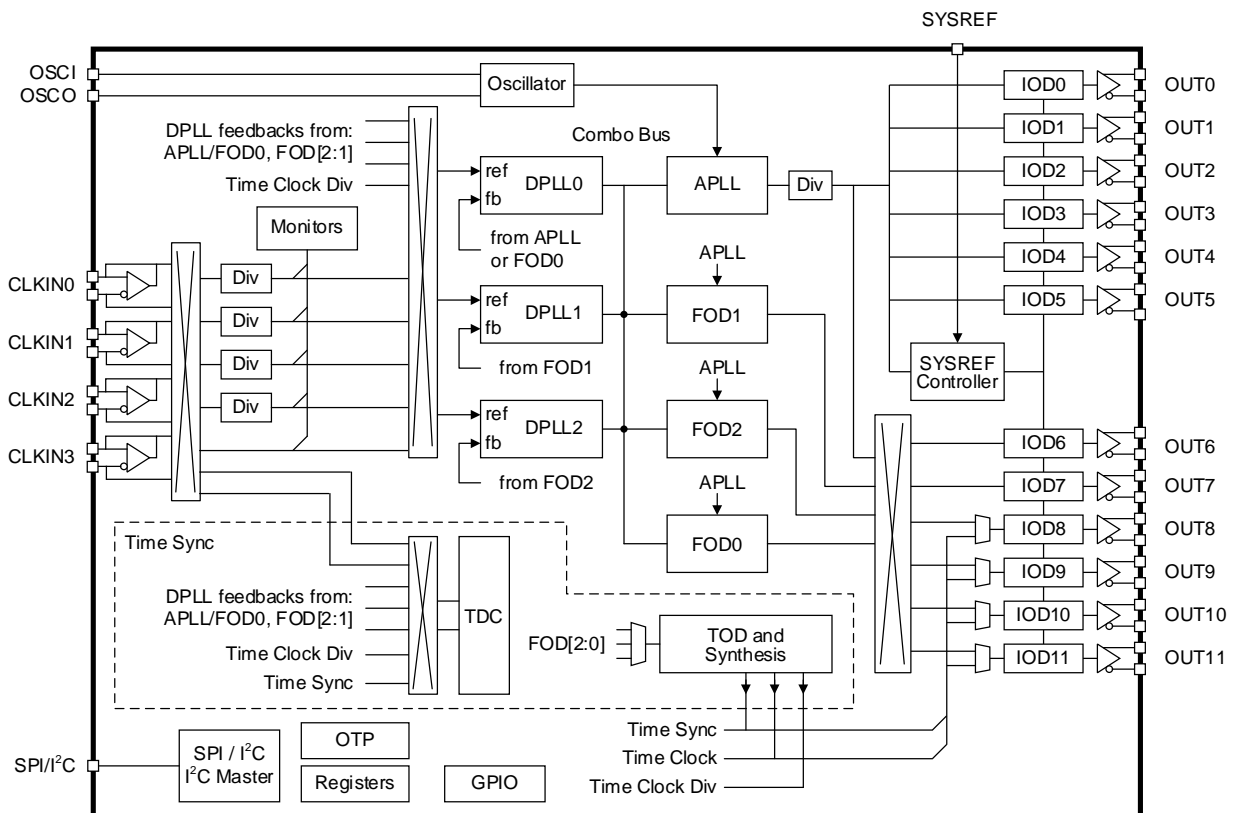 SYSREF
OSCI
OSCO
Oscillator
Combo Bus
DPLL feedbacks from:
APLL/FOD0, FOD[2:1]
Time Clock Div
Monitors
CLKIN0
CLKIN1
CLKIN2
CLKIN3
Div
Div
Div
Div
ref
fb
DPLL0
from APLL
or FOD0
ref
fb
DPLL1
from FOD1
ref
fb
DPLL2
from FOD2
APLL
Div
APLL
FOD1
APLL
FOD2
APLL
FOD0
IOD0
OUT0
IOD1
OUT1
IOD2
OUT2
IOD3
OUT3
IOD4
OUT4
IOD5
OUT5
SYSREF
Controller
IOD6
OUT6
IOD7
OUT7
IOD8
OUT8
IOD9
OUT9
IOD10
OUT10
IOD11
OUT11
Time Sync
DPLL feedbacks from:
APLL/FOD0, FOD[2:1]
Time Clock Div
Time Sync
TDC
FOD[2:0]
TOD and
Synthesis
Time Sync
Time Clock
Time Clock Div
SPI/I²C
SPI / I²C
I²C Master
OTP
Registers
GPIO